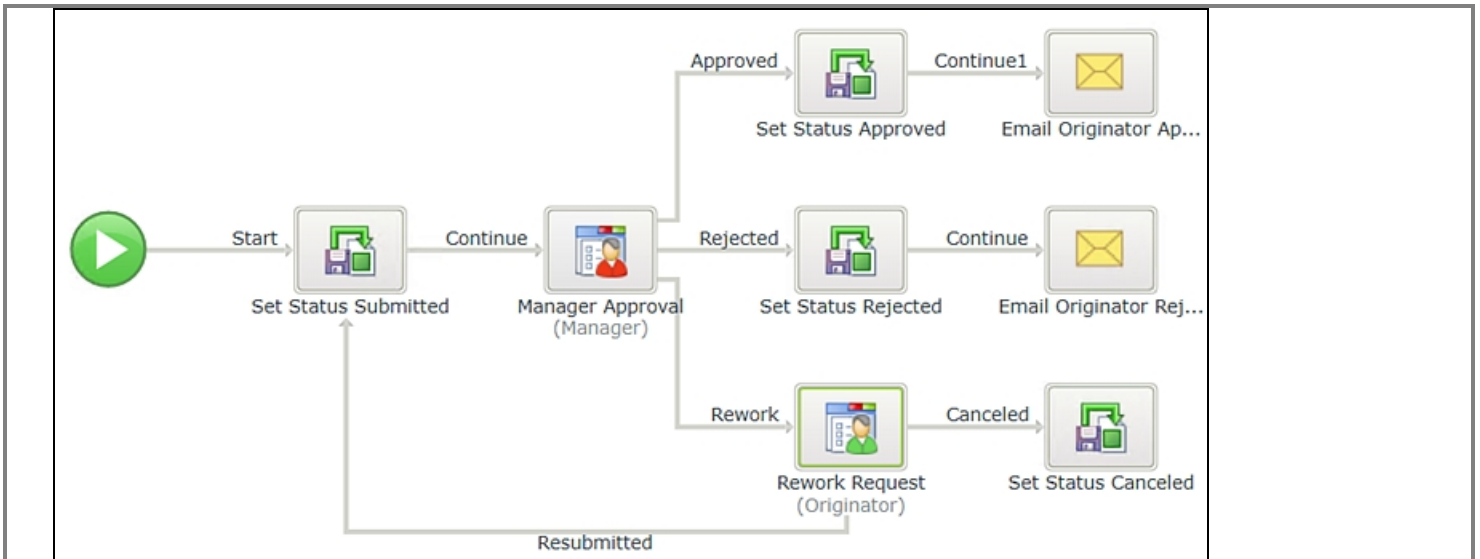 Approved
Continue1
Set Status Approved
Email Originator Ap...
Start
Continue
Rejected
Continue
Set Status Submitted
Manager Approval
(Manager)
Set Status Rejected
Email Originator Rej...
Rework
Canceled
Rework Request
(Originator)
Set Status Canceled
Resubmitted